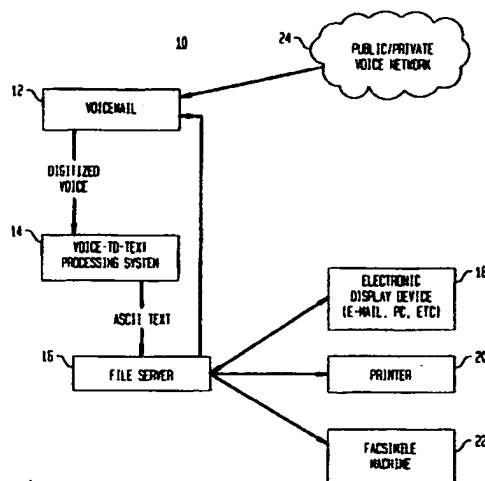 10
24
PUBLIC/PRIVATE
VOICE NETWORK
12
VOICEMAIL
DIGITIZED
VOICE
14
VOICE-TO-TEXT
PROCESSING SYSTEM
ASCII TEXT
16
FILE SERVER
18
ELECTRONIC
DISPLAY DEVICE
(E-MAIL, PC, ETC)
20
PRINTER
22
FACSIMILE
MACHINE